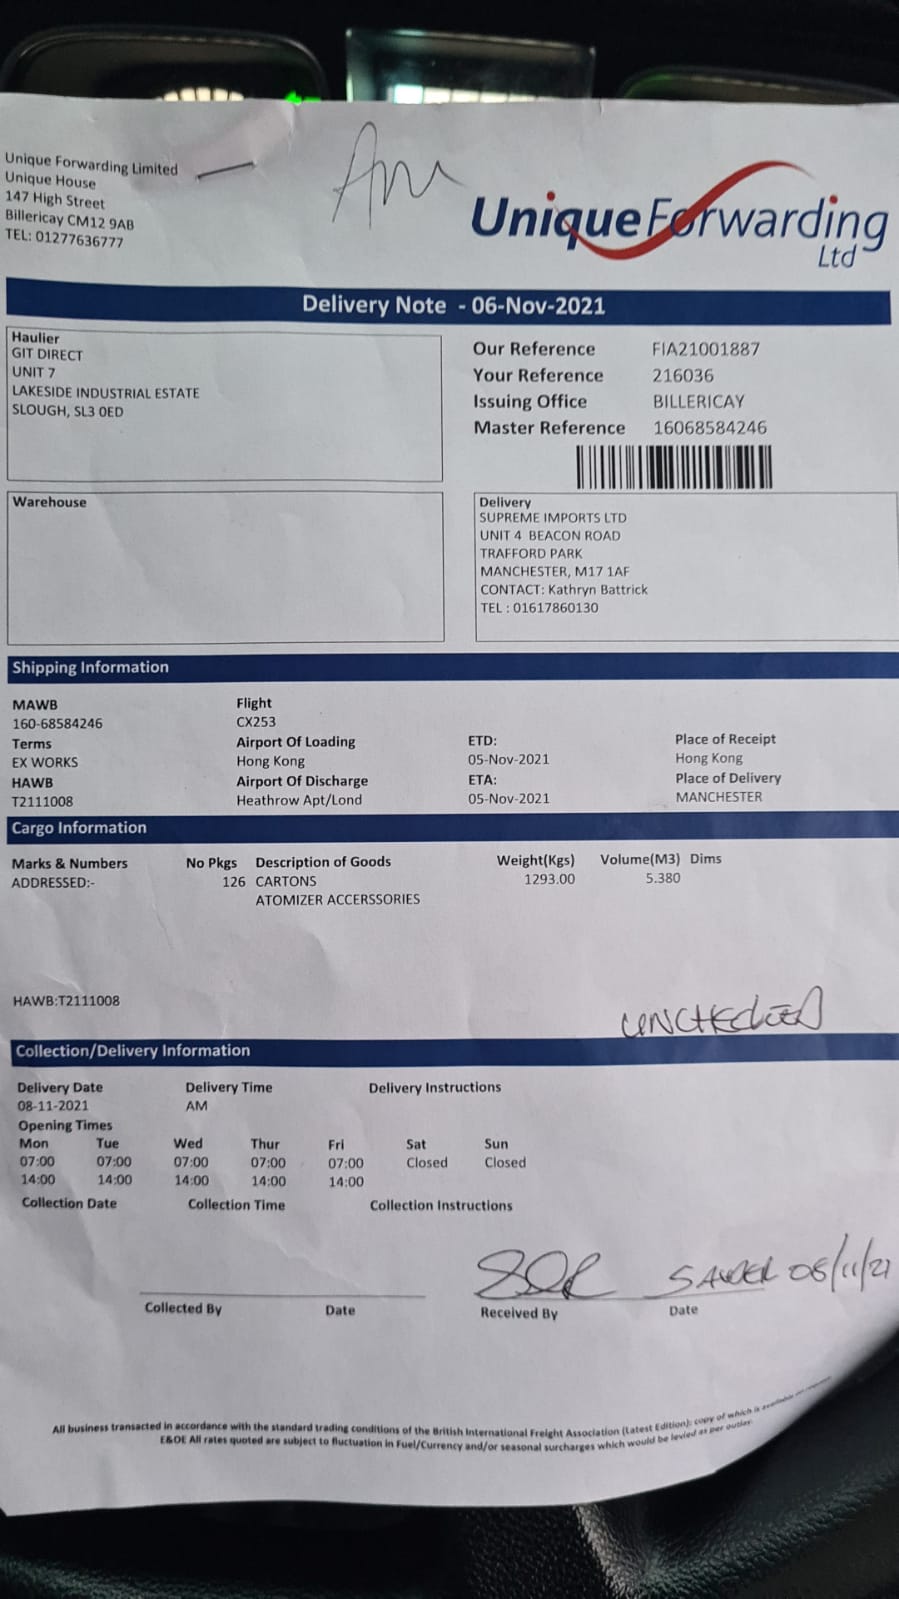 Unique Forwarding Limited
Unique House
147 High Street
Billericay CM12 9AB
TEL: 01277636777
Am
UniqueForwarding
Ltd
Delivery Note - 06-Nov-2021
Haulier
GIT DIRECT
UNIT 7
LAKESIDE INDUSTRIAL ESTATE
SLOUGH, SL3 0ED
Our Reference FIA21001887
Your Reference 216036
Issuing Office BILLERICAY
Master Reference 16068584246
Warehouse
Delivery
SUPREME IMPORTS LTD
UNIT 4 BEACON ROAD
TRAFFORD PARK
MANCHESTER, M17 1AF
CONTACT: Kathryn Battrick
TEL : 01617860130
Shipping Information
MAWB Flight
160-68584246 CX253
Terms Airport Of Loading ETD: Place of Receipt
EX WORKS Hong Kong 05-Nov-2021 Hong Kong
HAWB Airport Of Discharge ETA: Place of Delivery
T2111008 Heathrow Apt/Lond 05-Nov-2021 MANCHESTER
Cargo Information
Marks & Numbers No Pkgs Description of Goods Weight(Kgs) Volume(M3) Dims
ADDRESSED:- 126 CARTONS 1293.00 5.380
ATOMIZER ACCERSSORIES
HAWB:T2111008
UNCHECKED
Collection/Delivery Information
Delivery Date Delivery Time Delivery Instructions
08-11-2021 AM
Opening Times
Mon Tue Wed Thur Fri Sat Sun
07:00 07:00 07:00 07:00 07:00 Closed Closed
14:00 14:00 14:00 14:00 14:00
Collection Date Collection Time Collection Instructions
08/11/21
Collected By Date Received By Date
All business transacted in accordance with the standard trading conditions of the British International Freight Association (Latest Edition); copy of which is available on request
E&OE All rates quoted are subject to fluctuation in Fuel/Currency and/or seasonal surcharges which would be levied as per outlay.